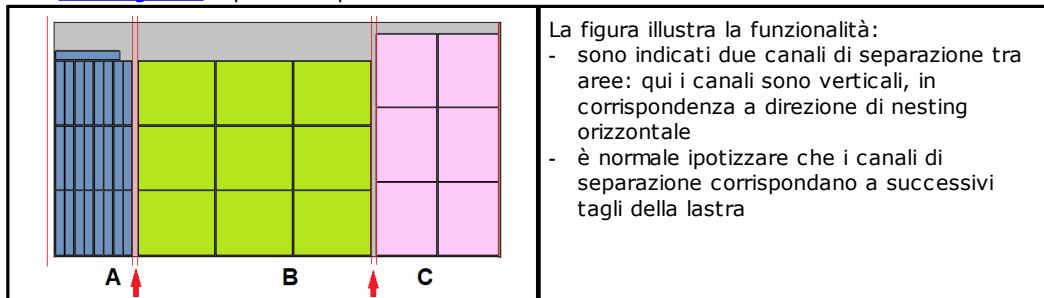 La figura illustra la funzionalità:
- sono indicati due canali di separazione tra
aree: qui i canali sono verticali, in
corrispondenza a direzione di nesting
orizzontale
- è normale ipotizzare che i canali di
separazione corrispondano a successivi
tagli della lastra
A B C